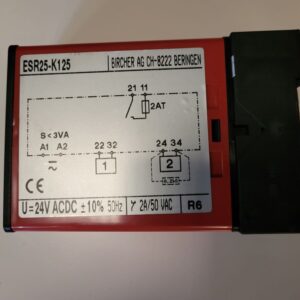 ESR25-K125 BIRCHER AG CH-8222 BERINGEN
21 11
2AT
S<3VA
A1 A2 22 32 24 34
1 2
CE
U=24V ACDC ±10% 50Hz 2A/50 VAC R6